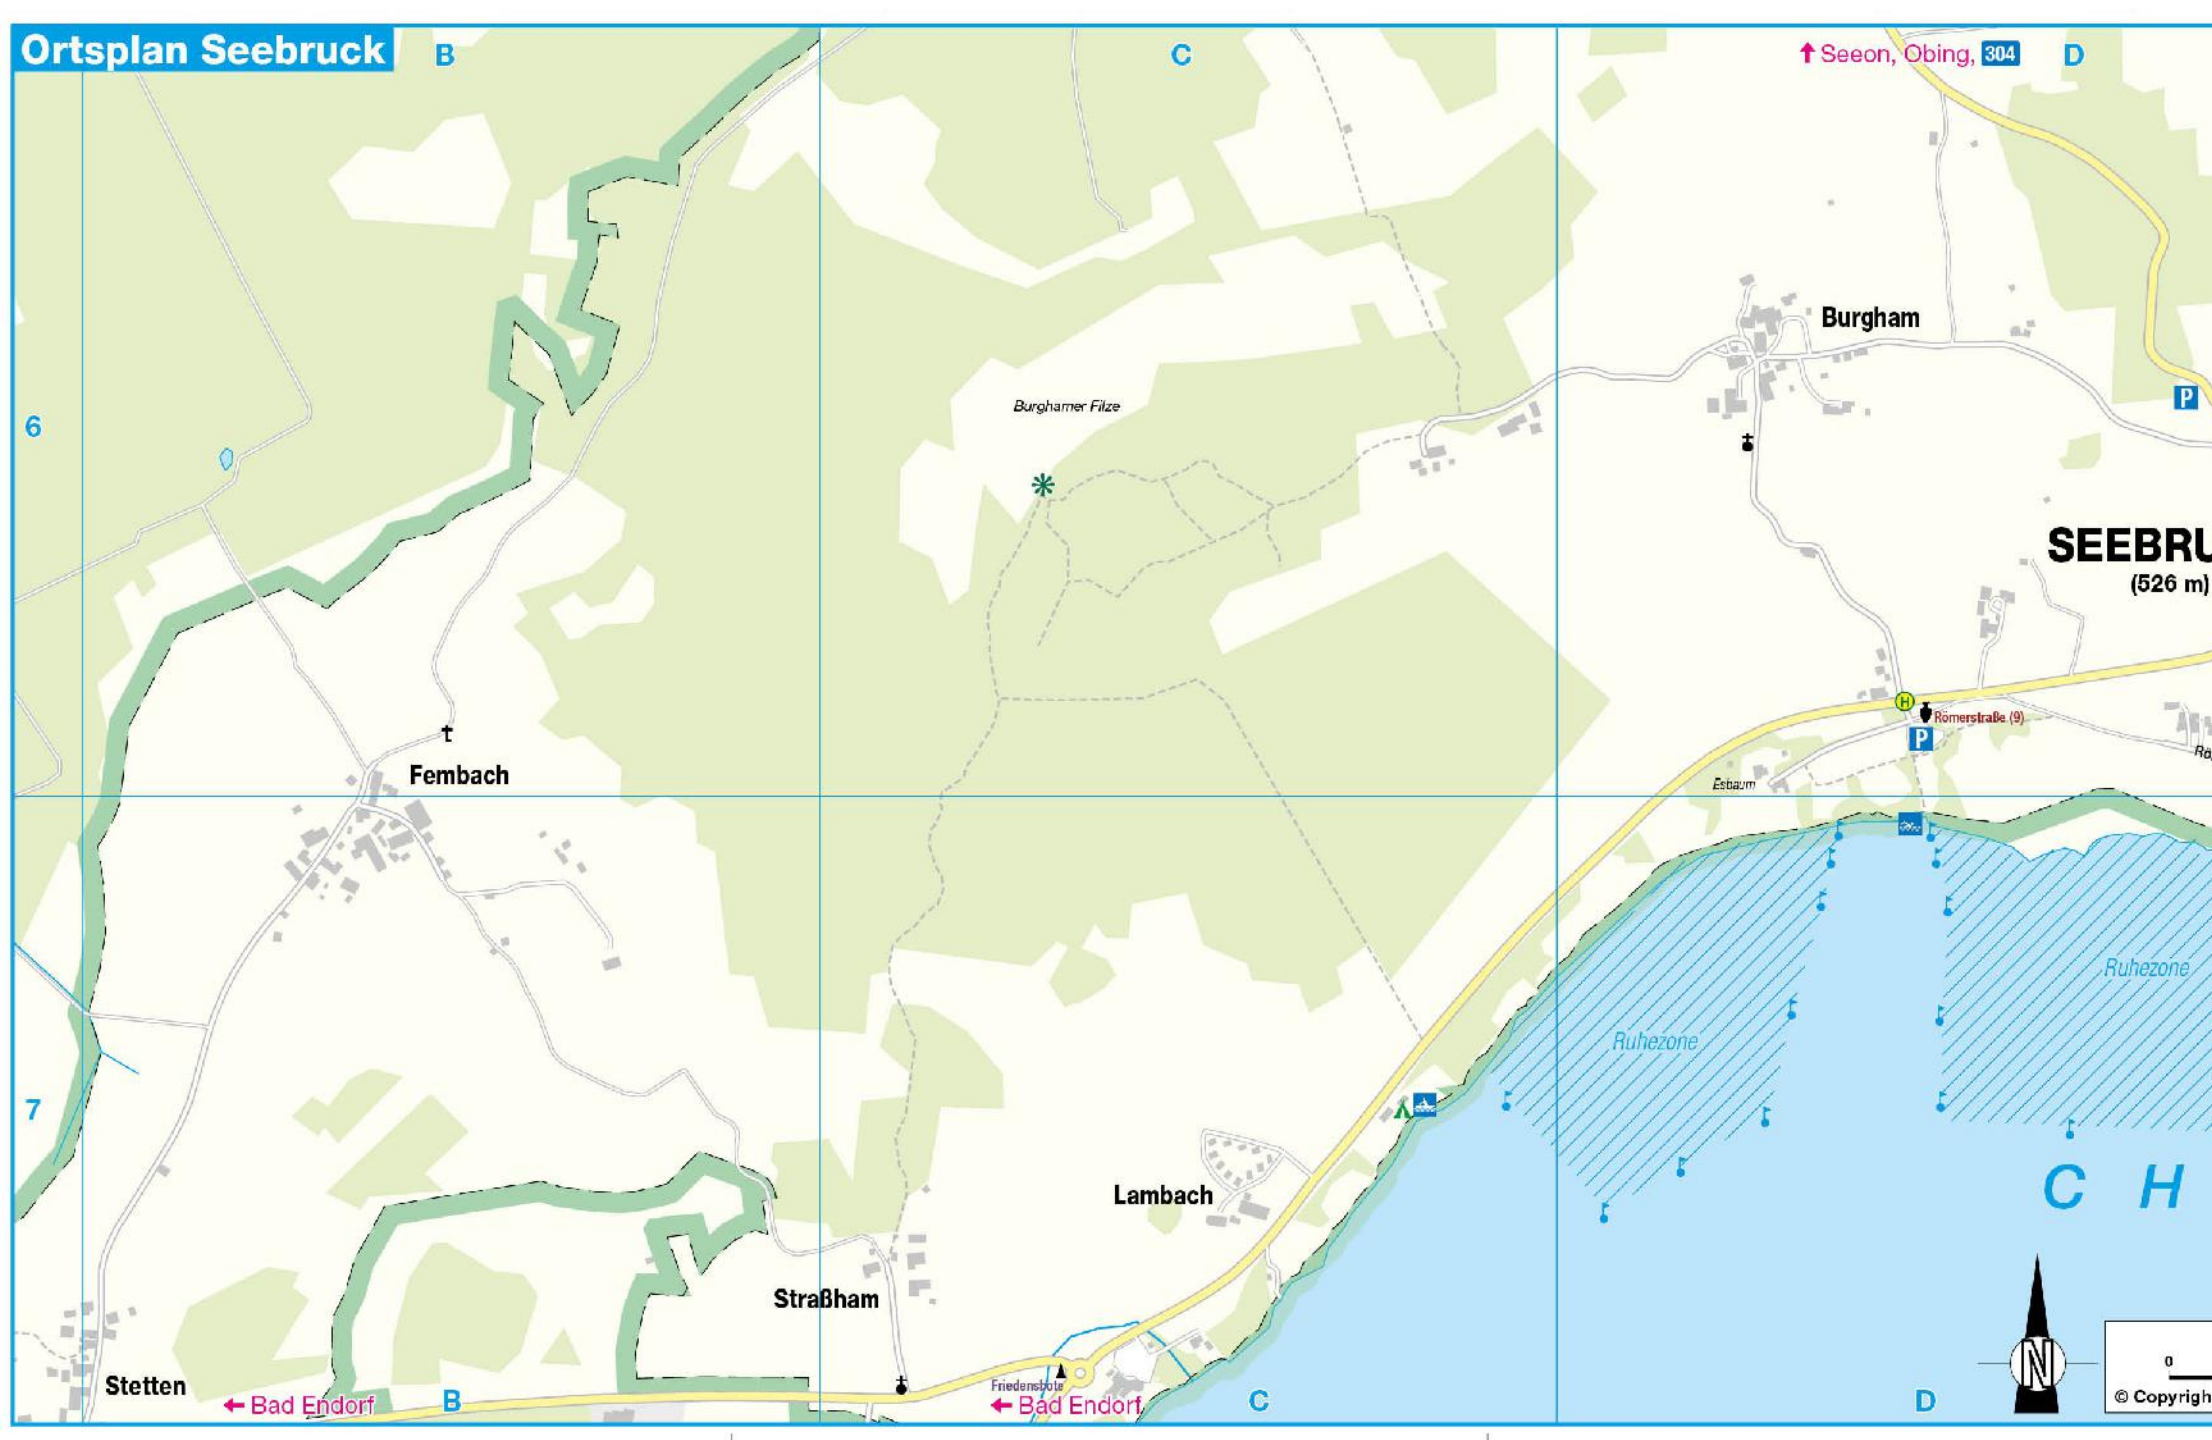 Ortsplan Seebruck
B
C
↑ Seeon, Obing, 304
D
Burgham
P
Burghamer Filze
6
SEEBRU
(526 m)
H
Römerstraße (9)
P
Rö
Esbaum
Fembach
Ruhezone
Ruhezone
7
Lambach
C H
Straßham
N
0
Stetten
Friedensbote
← Bad Endorf
B
← Bad Endorf
C
D
© Copyrigh